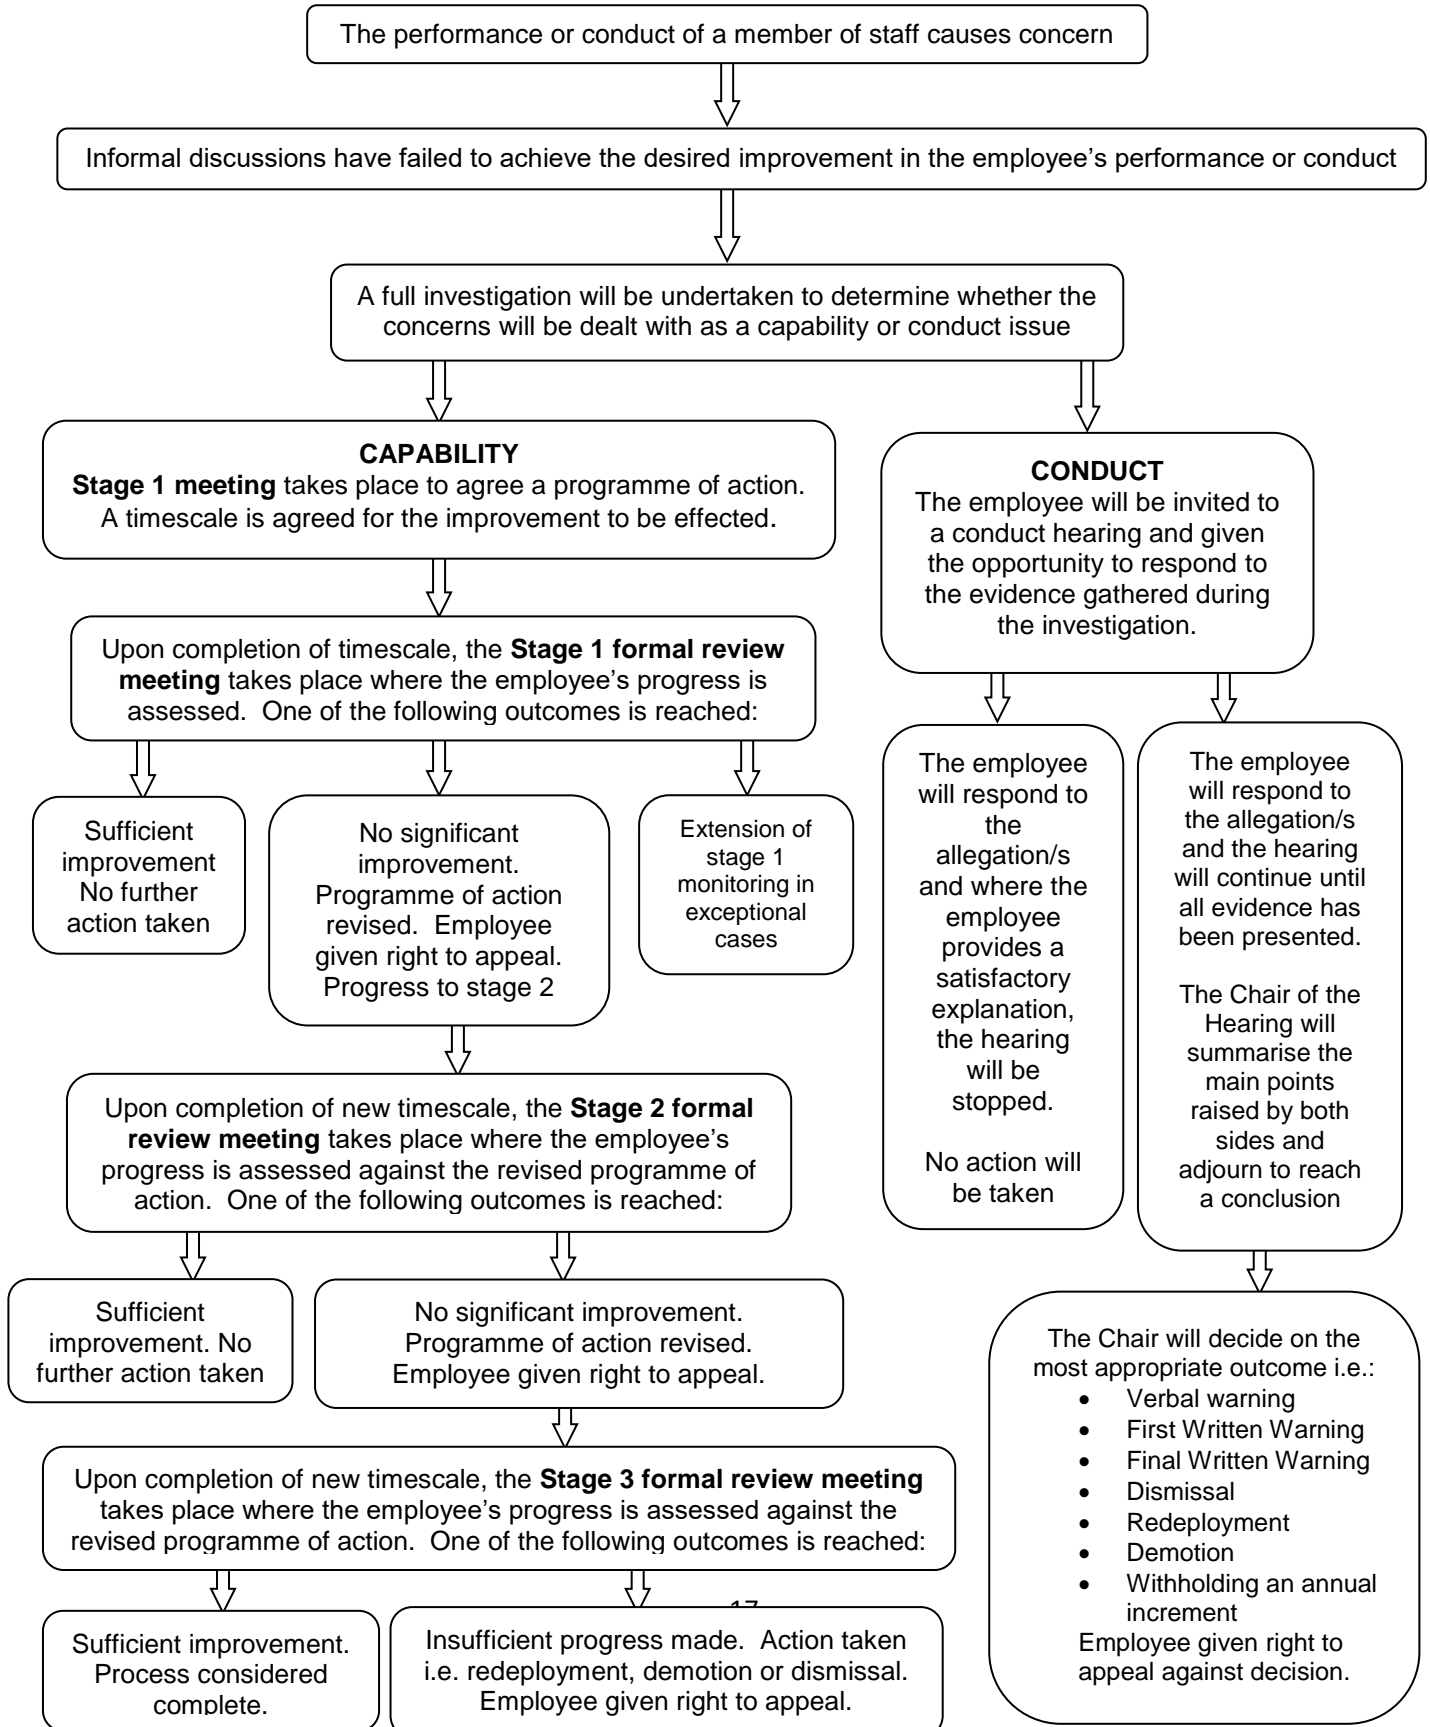 The performance or conduct of a member of staff causes concern
Informal discussions have failed to achieve the desired improvement in the employee’s performance or conduct
A full investigation will be undertaken to determine whether the
concerns will be dealt with as a capability or conduct issue
CAPABILITY
Stage 1 meeting takes place to agree a programme of action.
A timescale is agreed for the improvement to be effected.
Upon completion of timescale, the Stage 1 formal review
meeting takes place where the employee’s progress is
assessed.  One of the following outcomes is reached:
Sufficient
improvement
No further
action taken
No significant
improvement.
Programme of action
revised.  Employee
given right to appeal.
Progress to stage 2
Extension of
stage 1
monitoring in
exceptional
cases
Upon completion of new timescale, the Stage 2 formal
review meeting takes place where the employee’s
progress is assessed against the revised programme of
action.  One of the following outcomes is reached:
Sufficient
improvement. No
further action taken
No significant improvement.
Programme of action revised.
Employee given right to appeal.
Upon completion of new timescale, the Stage 3 formal review meeting
takes place where the employee’s progress is assessed against the
revised programme of action.  One of the following outcomes is reached:
Sufficient improvement.
Process considered
complete.
Insufficient progress made.  Action taken
i.e. redeployment, demotion or dismissal.
Employee given right to appeal.
CONDUCT
The employee will be invited to
a conduct hearing and given
the opportunity to respond to
the evidence gathered during
the investigation.
The employee
will respond to
the
allegation/s
and where the
employee
provides a
satisfactory
explanation,
the hearing
will be
stopped.
No action will
be taken
The employee
will respond to
the allegation/s
and the hearing
will continue until
all evidence has
been presented.
The Chair of the
Hearing will
summarise the
main points
raised by both
sides and
adjourn to reach
a conclusion
The Chair will decide on the
most appropriate outcome i.e.:
• Verbal warning
• First Written Warning
• Final Written Warning
• Dismissal
• Redeployment
• Demotion
• Withholding an annual
increment
Employee given right to
appeal against decision.